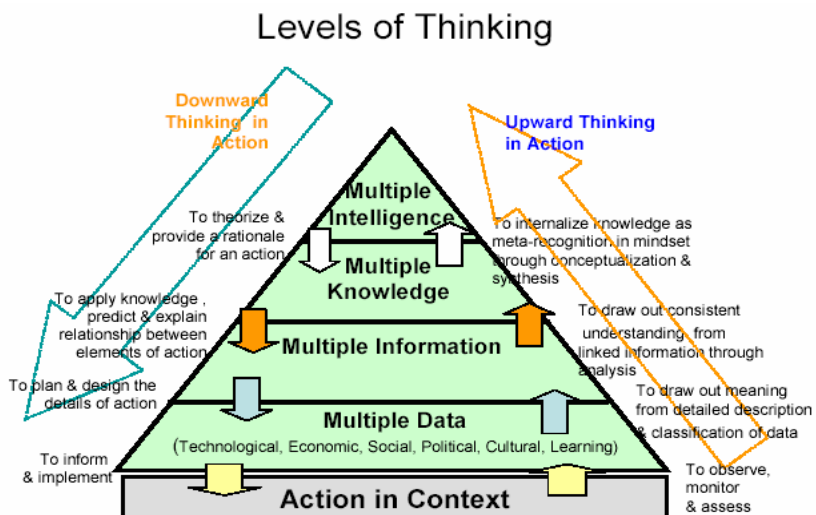 Levels of Thinking
Downward
Thinking in
Action
Upward Thinking
in Action
Multiple
Intelligence
To theorize &
provide a rationale
for an action
To internalize knowledge as
meta-recognition in mindset
through conceptualization &
synthesis
Multiple
Knowledge
To apply knowledge ,
predict & explain
relationship between
elements of action
To draw out consistent
understanding from
linked information through
analysis
Multiple Information
To plan & design the
details of action
To draw out meaning
from detailed description
& classification of data
Multiple Data
(Technological, Economic, Social, Political, Cultural, Learning)
To inform
& implement
To observe,
monitor
& assess
Action in Context